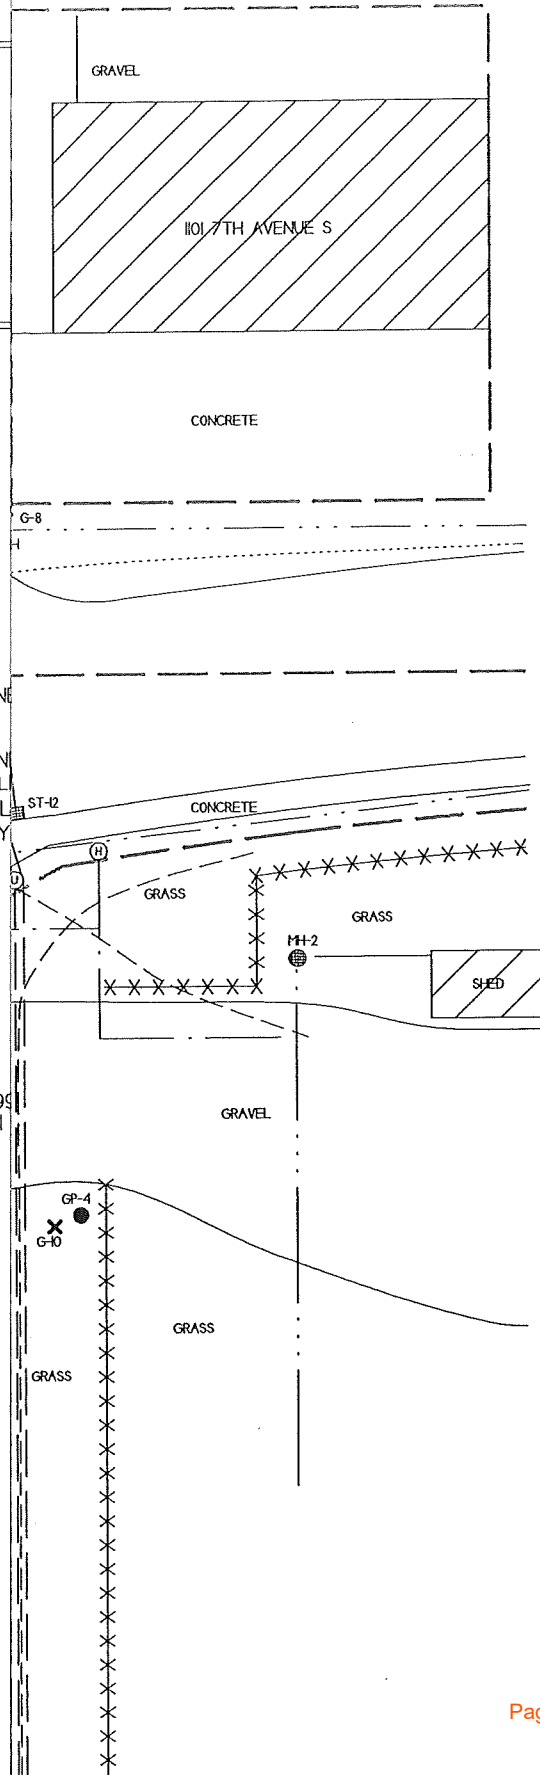 GRAVEL
1101 7TH AVENUE S
CONCRETE
G-8
H
ST-12
CONCRETE
H
U
GRASS
GRASS
MH-2
SHED
GRAVEL
GP-4
G-10
GRASS
GRASS